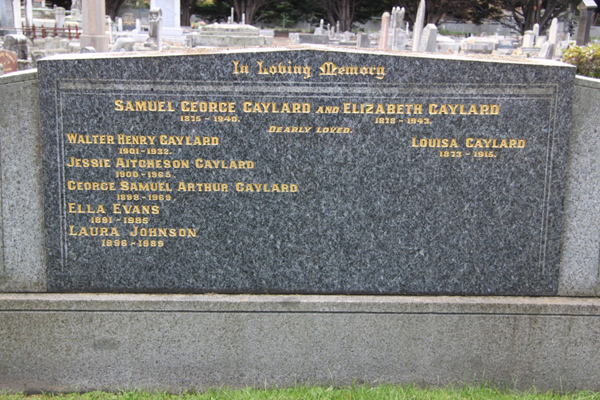 In Loving Memory
SAMUEL GEORGE GAYLARD AND ELIZABETH GAYLARD
1875 - 1940. 1878 - 1943.
DEARLY LOVED.
WALTER HENRY GAYLARD LOUISA GAYLARD
1901 - 1932. 1873 - 1915.
JESSIE AITCHESON GAYLARD
1900 - 1965.
GEORGE SAMUEL ARTHUR GAYLARD
1898 - 1969
ELLA EVANS
1891 - 1985
LAURA JOHNSON
1896 - 1989